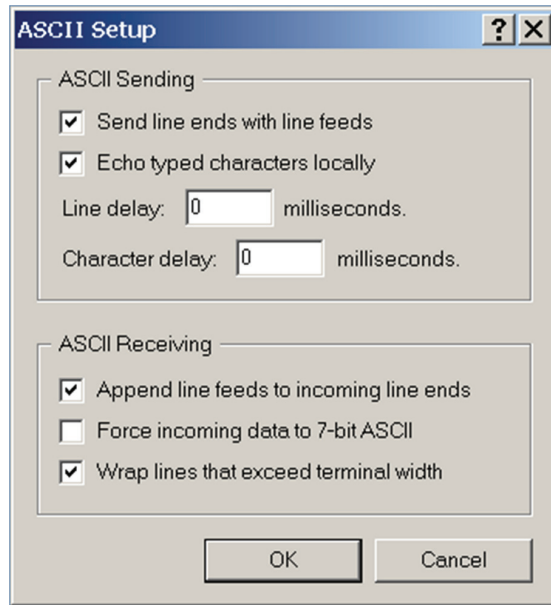 ASCII Setup
ASCII Sending
Send line ends with line feeds
Echo typed characters locally
Line delay: 0 milliseconds.
Character delay: 0 milliseconds.
ASCII Receiving
Append line feeds to incoming line ends
Force incoming data to 7-bit ASCII
Wrap lines that exceed terminal width
OK Cancel